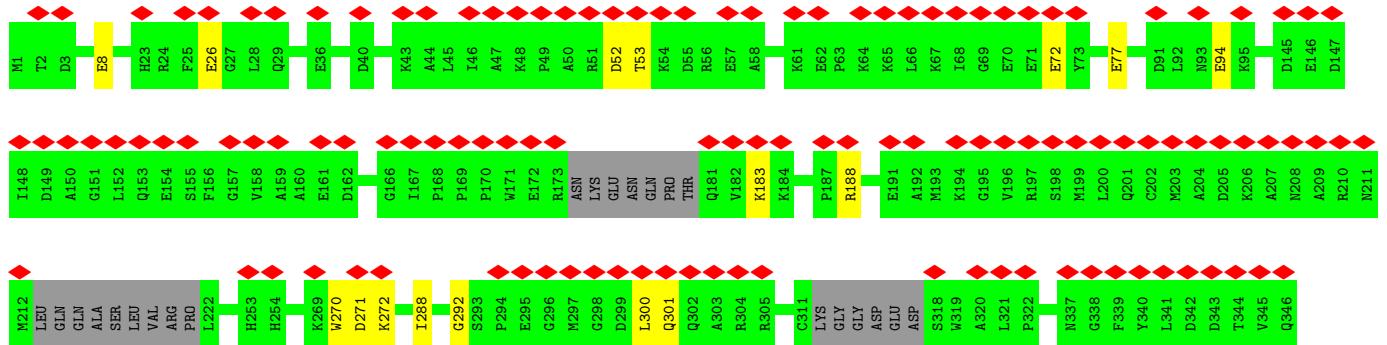 M1 T2 D3 E8 H23 R24 F25 E26 G27 L28 Q29 E36 D40 K43 A44 L45 I46 A47 K48 P49 A50 R51 D52 T53 K54 D55 R56 E57 A58 K61 E62 P63 K64 K65 L66 K67 I68 G69 E70 E71 E72 Y73 E77 D91 L92 N93 E94 K95 D145 E146 D147
I148 D149 A150 G151 L152 Q153 E154 S155 F156 G157 V158 A159 A160 E161 D162 G166 I167 P168 P169 P170 W171 E172 R173 ASN LYS GLU ASN GLN PRO THR Q181 V182 K183 K184 P187 R188 E191 A192 M193 K194 G195 V196 R197 S198 M199 L200 Q201 C202 M203 A204 D205 K206 A207 N208 A209 R210 N211
M212 LEU GLN GLN ALA SER LEU VAL ARG PRO L222 H253 H254 K269 W270 D271 K272 I288 G292 S293 P294 E295 G296 M297 G298 D299 L300 Q301 Q302 A303 R304 R305 C311 LYS GLY GLY ASP GLU ASP S318 W319 A320 L321 P322 N337 G338 F339 Y340 L341 D342 D343 T344 V345 Q346